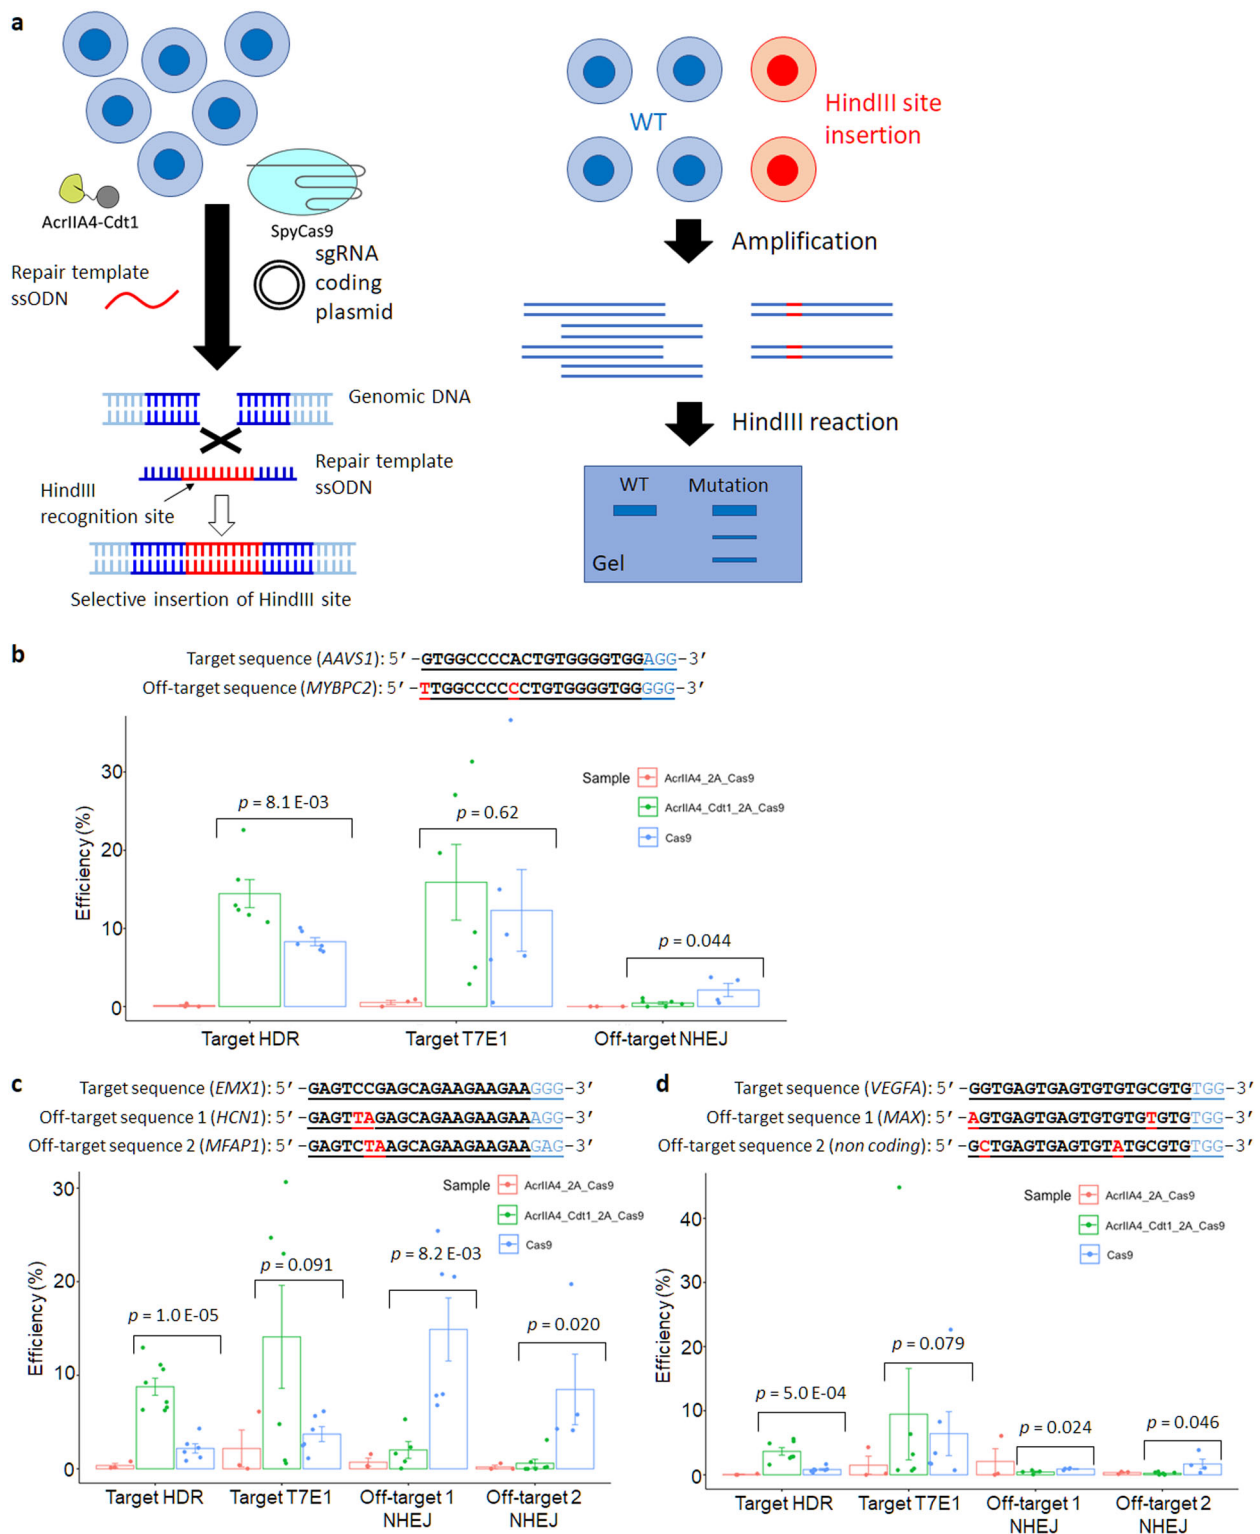 a
AcrIIA4-Cdt1
SpyCas9
Repair template
ssODN
sgRNA
coding
plasmid
Genomic DNA
Repair template
ssODN
HindIII
recognition site
Selective insertion of HindIII site
WT
HindIII site
insertion
Amplification
HindIII reaction
WT Mutation
Gel
b
Target sequence (AAVS1): 5′ -GTGGCCCCACTGTGGGGTGGAGG-3′
Off-target sequence (MYBPC2): 5′ -TTGGCCCCCCTGTGGGGTGGGGG-3′
Efficiency (%)
30
20
10
0
p = 8.1 E-03
p = 0.62
p = 0.044
Sample
AcrIIA4_2A_Cas9
AcrIIA4_Cdt1_2A_Cas9
Cas9
Target HDR Target T7E1 Off-target NHEJ
c
Target sequence (EMX1): 5′ -GAGTCCGAGCAGAAGAAGAAGGG-3′
Off-target sequence 1 (HCN1): 5′ -GAGTTAGAGCAGAAGAAGAAAGG-3′
Off-target sequence 2 (MFAP1): 5′ -GAGTCTAAGCAGAAGAAGAAGAG-3′
Efficiency (%)
30
20
10
0
Sample
AcrIIA4_2A_Cas9
AcrIIA4_Cdt1_2A_Cas9
Cas9
p = 1.0 E-05
p = 0.091
p = 8.2 E-03
p = 0.020
Target HDR Target T7E1 Off-target 1 Off-target 2
NHEJ NHEJ
d
Target sequence (VEGFA): 5′ -GGTGAGTGAGTGTGTGCGTGTGG-3′
Off-target sequence 1 (MAX): 5′ -AGTGAGTGAGTGTGTGTGTGTGG-3′
Off-target sequence 2 (non coding): 5′ -GCTGAGTGAGTGTATGCGTGTGG-3′
Efficiency (%)
40
30
20
10
0
Sample
AcrIIA4_2A_Cas9
AcrIIA4_Cdt1_2A_Cas9
Cas9
p = 5.0 E-04
p = 0.079
p = 0.024
p = 0.046
Target HDR Target T7E1 Off-target 1 Off-target 2
NHEJ NHEJ